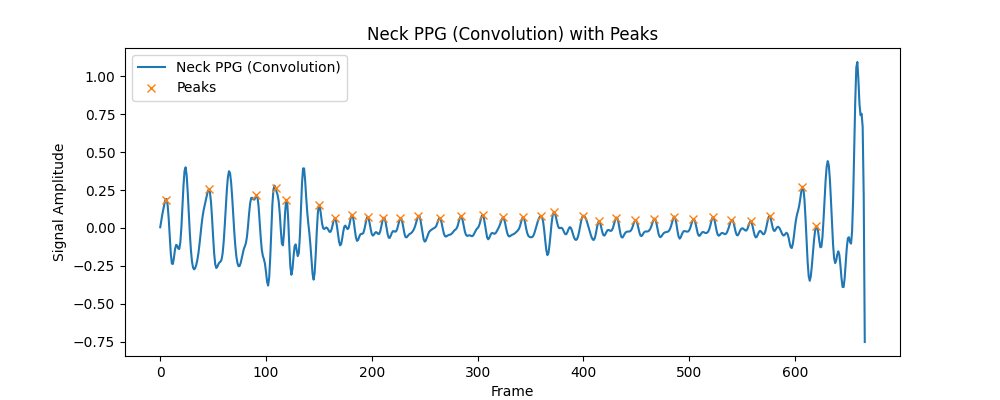 Neck PPG (Convolution) with Peaks
Neck PPG (Convolution)
Peaks
1.00
0.75
0.50
0.25
0.00
−0.25
−0.50
−0.75
Signal Amplitude
0 100 200 300 400 500 600
Frame